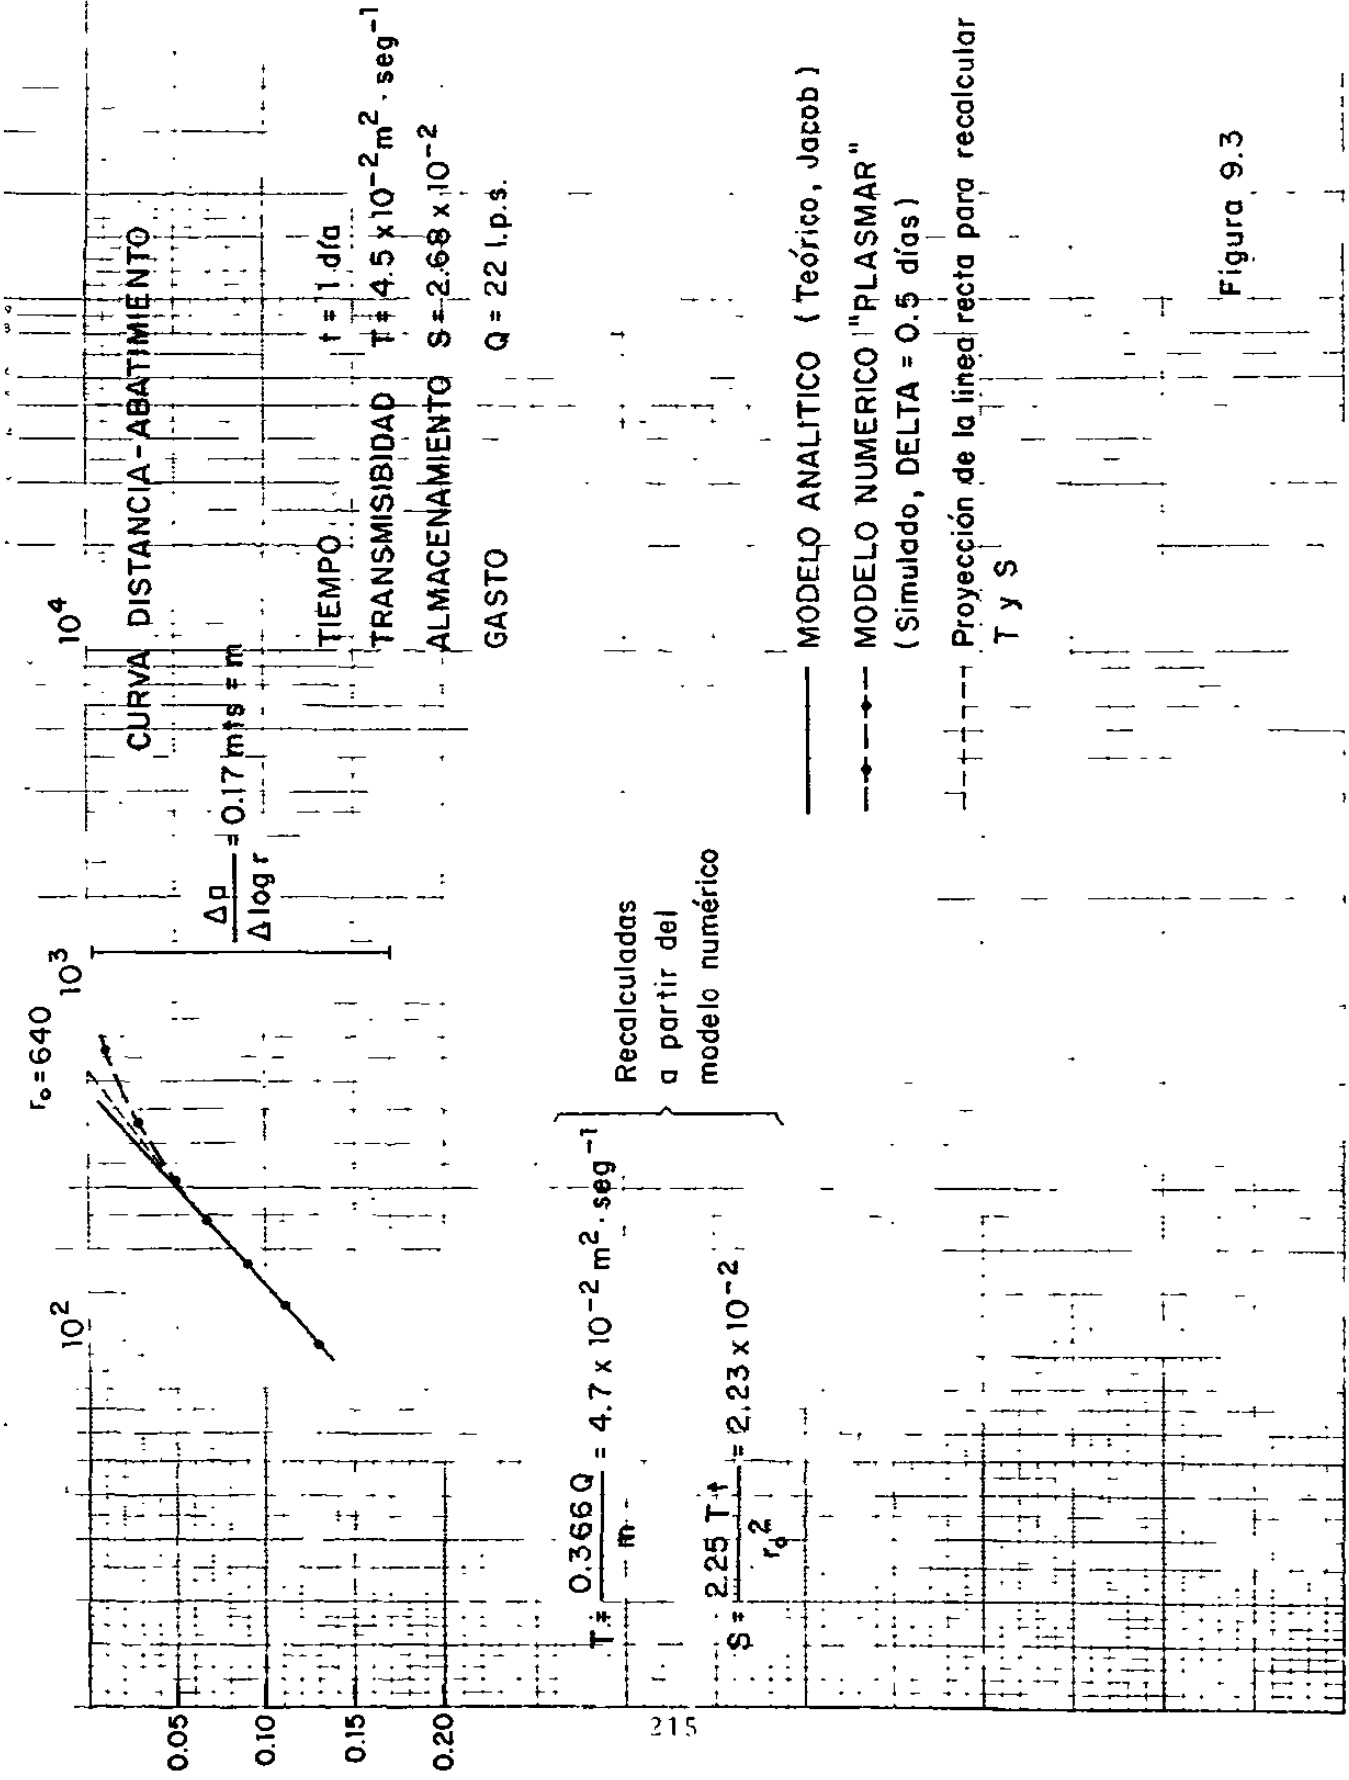 CURVA DISTANCIA-ABATIMIENTO
TIEMPO t = 1 día
TRANSMISIBIDAD T = 4.5 x 10⁻² m² . seg⁻¹
ALMACENAMIENTO S = 2.68 x 10⁻²
GASTO Q = 22 l.p.s.
r₀ = 640
10² 10³ 10⁴
0.05
0.10
0.15
0.20
Δp / Δ log r = 0.17 mts = m
T = 0.366 Q / m = 4.7 x 10⁻² m² . seg⁻¹
S = 2.25 T t / r₀² = 2.23 x 10⁻²
Recalculadas
a partir del
modelo numérico
MODELO ANALITICO (Teórico, Jacob)
MODELO NUMERICO "PLASMAR"
(Simulado, DELTA = 0.5 días)
Proyección de la línea recta para recalcular
T y S
Figura 9.3
215